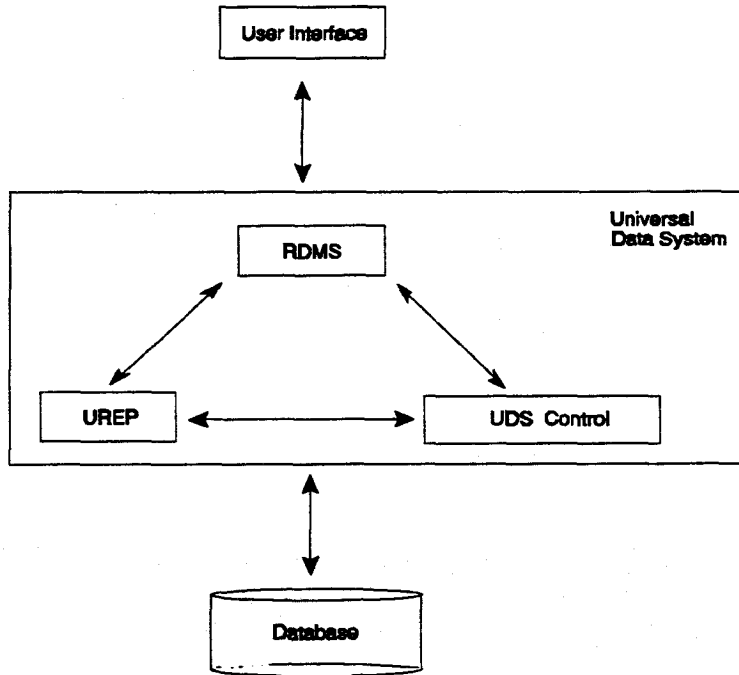 User Interface
Universal
Data System
RDMS
UREP
UDS Control
Database